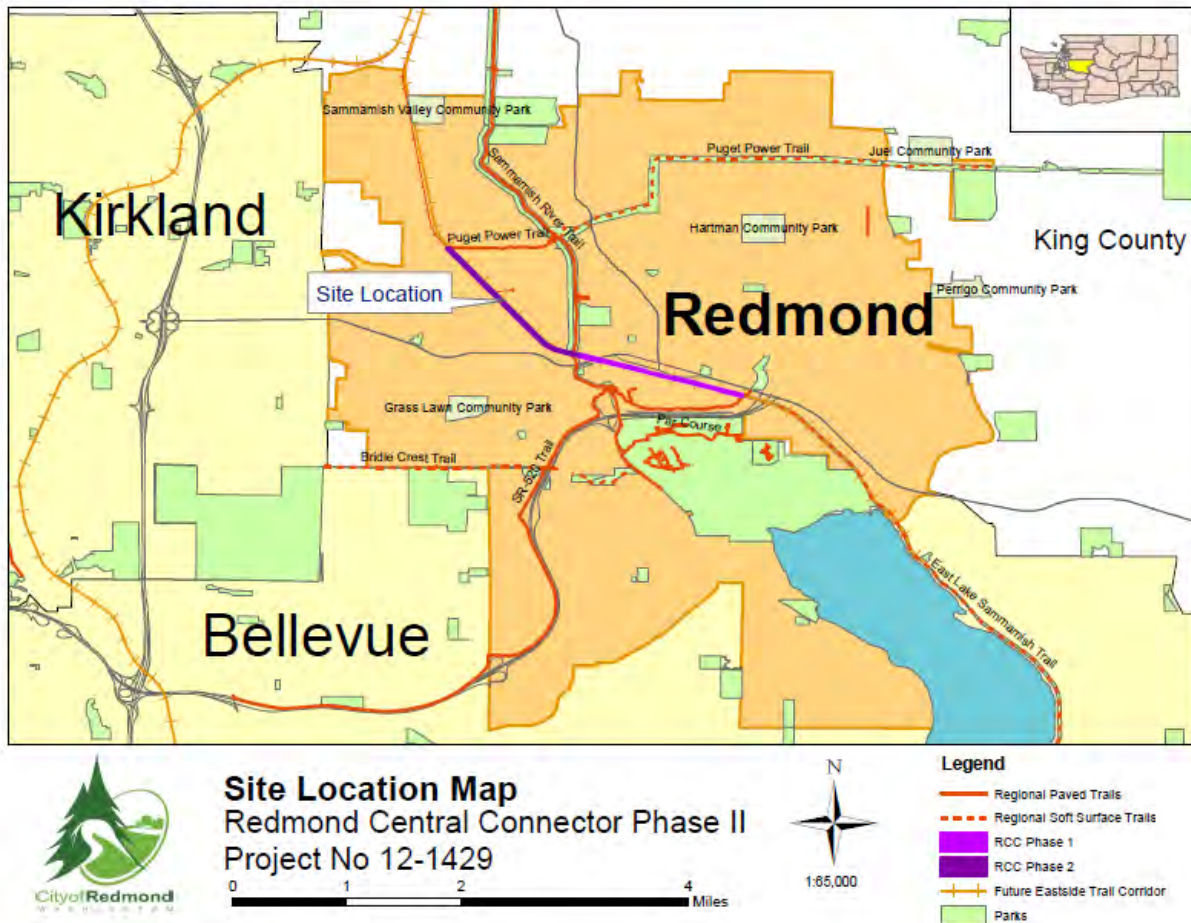 Sammamish Valley Community Park
Puget Power Trail
Juel Community Park
Sammamish River Trail
Kirkland
Hartman Community Park
Puget Power Trail
King County
Site Location
Perrigo Community Park
Redmond
Grass Lawn Community Park
Par Course
Bridle Crest Trail
SR-520 Trail
East Lake Sammamish Trail
Bellevue
City of Redmond
WASHINGTON
Site Location Map
Redmond Central Connector Phase II
Project No 12-1429
0 1 2 4
Miles
N
1:65,000
Legend
Regional Paved Trails
Regional Soft Surface Trails
RCC Phase 1
RCC Phase 2
Future Eastside Trail Corridor
Parks